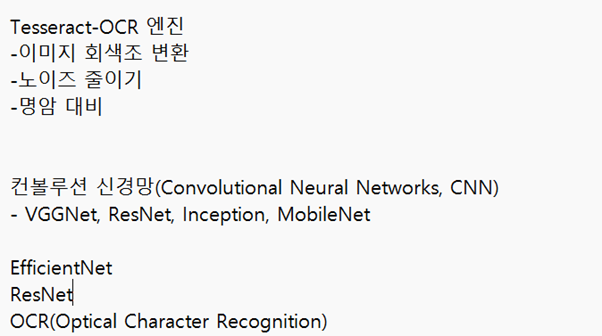 Tesseract-OCR 엔진
-이미지 회색조 변환
-노이즈 줄이기
-명암 대비
컨볼루션 신경망(Convolutional Neural Networks, CNN)
- VGGNet, ResNet, Inception, MobileNet
EfficientNet
ResNet
OCR(Optical Character Recognition)